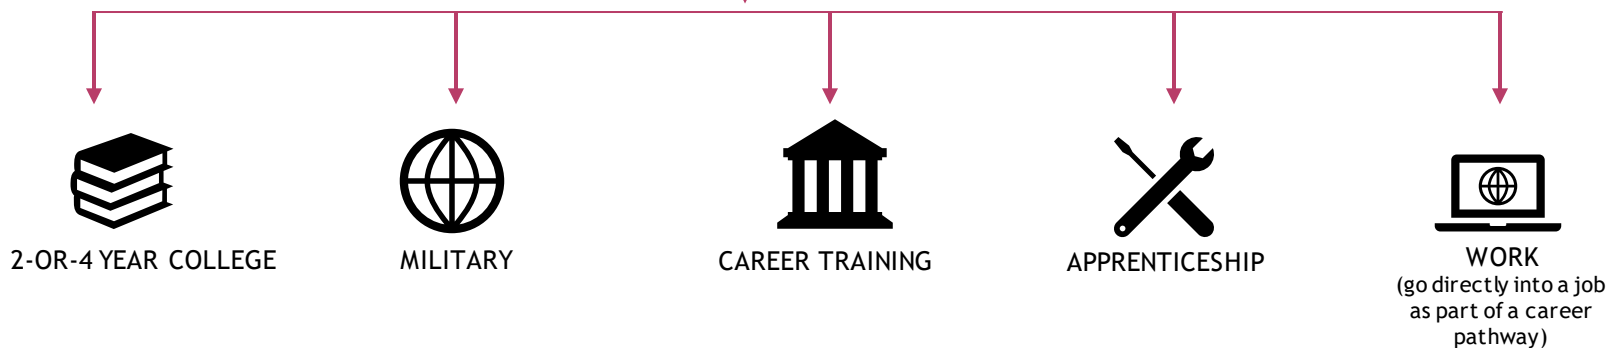 2-OR-4 YEAR COLLEGE
MILITARY
CAREER TRAINING
APPRENTICESHIP
WORK
(go directly into a job
as part of a career
pathway)